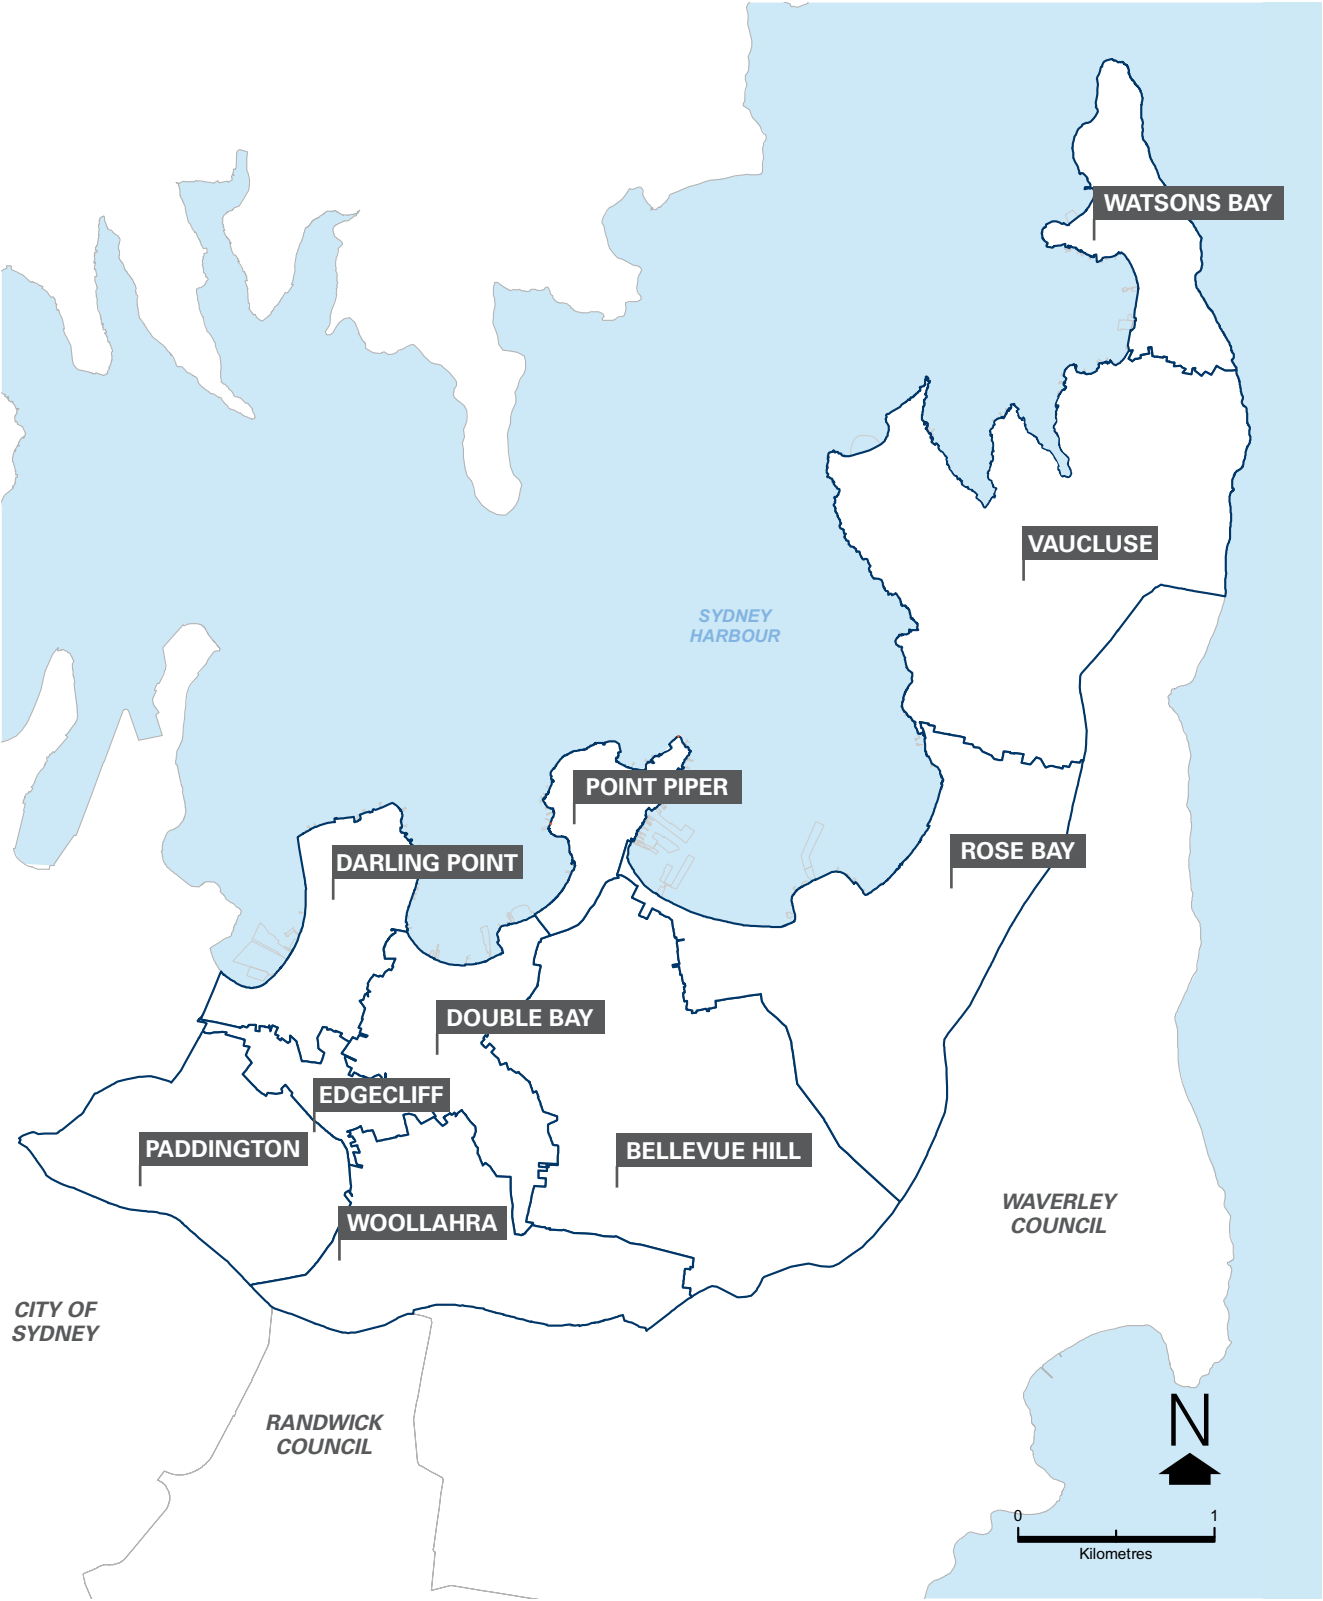 WATSONS BAY
VAUCLUSE
SYDNEY
HARBOUR
POINT PIPER
DARLING POINT
ROSE BAY
DOUBLE BAY
EDGECLIFF
PADDINGTON
BELLEVUE HILL
WOOLLAHRA
WAVERLEY
COUNCIL
CITY OF
SYDNEY
RANDWICK
COUNCIL
N
0 1
Kilometres